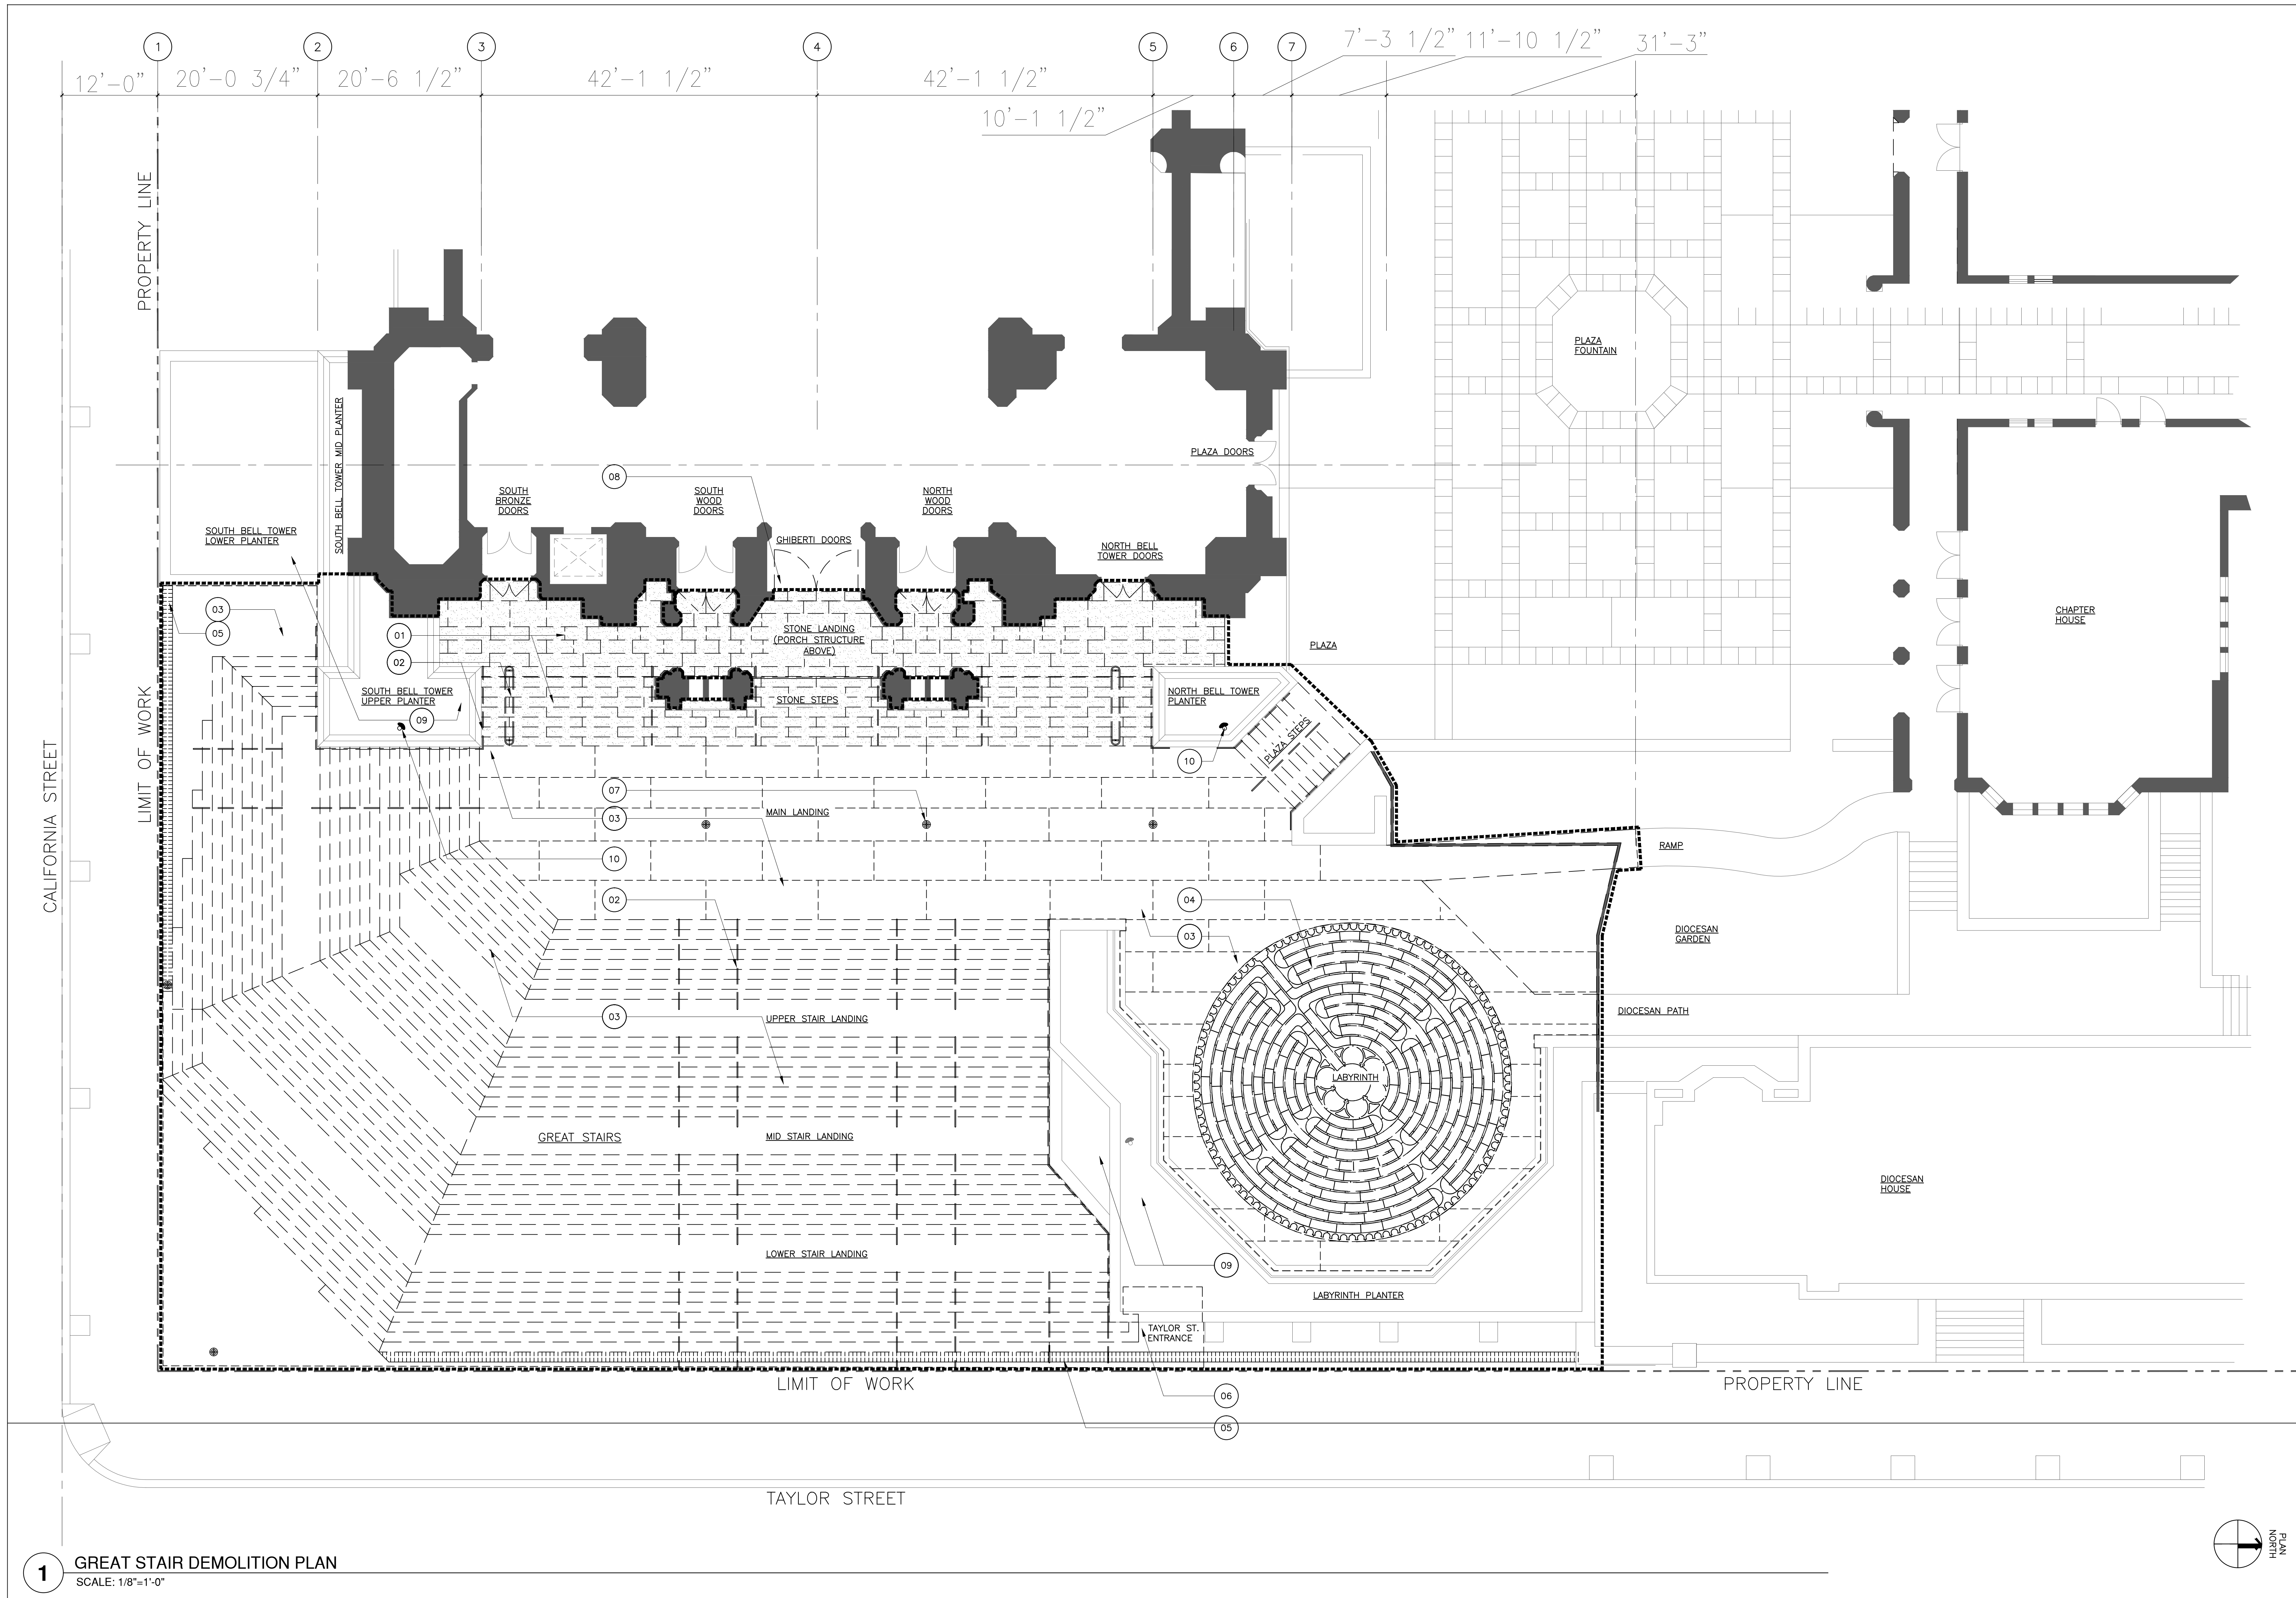 1
2
3
4
5
6
7
7'-3 1/2"
11'-10 1/2"
31'-3"
12'-0"
20'-0 3/4"
20'-6 1/2"
42'-1 1/2"
42'-1 1/2"
10'-1 1/2"
PROPERTY LINE
PLAZA
FOUNTAIN
SOUTH BELL TOWER MID PLANTER
PLAZA DOORS
08
SOUTH
BRONZE
DOORS
SOUTH
WOOD
DOORS
NORTH
WOOD
DOORS
SOUTH BELL TOWER
LOWER PLANTER
GHIBERTI DOORS
NORTH BELL
TOWER DOORS
03
05
01
02
STONE LANDING
(PORCH STRUCTURE
ABOVE)
PLAZA
CHAPTER
HOUSE
SOUTH BELL TOWER
UPPER PLANTER
09
STONE STEPS
NORTH BELL TOWER
PLANTER
PLAZA STEPS
10
LIMIT OF WORK
CALIFORNIA STREET
07
03
MAIN LANDING
10
RAMP
02
04
03
DIOCESAN
GARDEN
03
UPPER STAIR LANDING
DIOCESAN PATH
LABYRINTH
GREAT STAIRS
MID STAIR LANDING
DIOCESAN
HOUSE
LOWER STAIR LANDING
09
LABYRINTH PLANTER
TAYLOR ST.
ENTRANCE
LIMIT OF WORK
PROPERTY LINE
06
05
TAYLOR STREET
PLAN
NORTH
1
GREAT STAIR DEMOLITION PLAN
SCALE: 1/8"=1'-0"